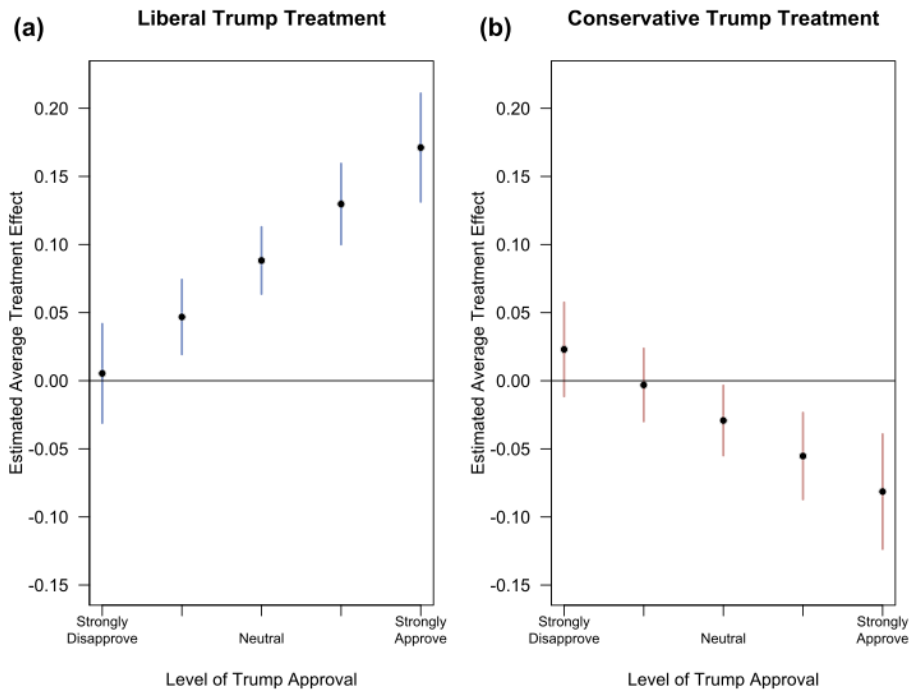 (a)
Liberal Trump Treatment
Estimated Average Treatment Effect
0.20
0.15
0.10
0.05
0.00
-0.05
-0.10
-0.15
Strongly
Disapprove
Neutral
Strongly
Approve
Level of Trump Approval
(b)
Conservative Trump Treatment
Estimated Average Treatment Effect
0.20
0.15
0.10
0.05
0.00
-0.05
-0.10
-0.15
Strongly
Disapprove
Neutral
Strongly
Approve
Level of Trump Approval